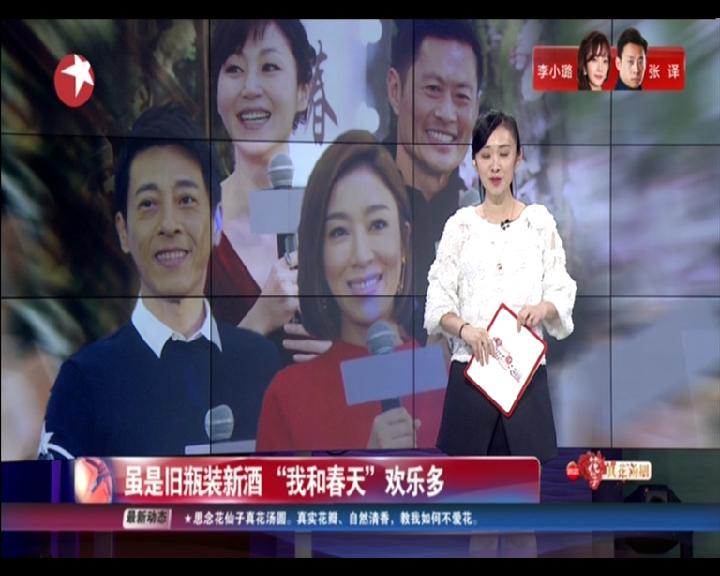 李小璐
张 译
春
虽是旧瓶装新酒 “我和春天”欢乐多
最新动态
★思念花仙子真花汤圆。真实花瓣、自然清香，教我如何不爱花。